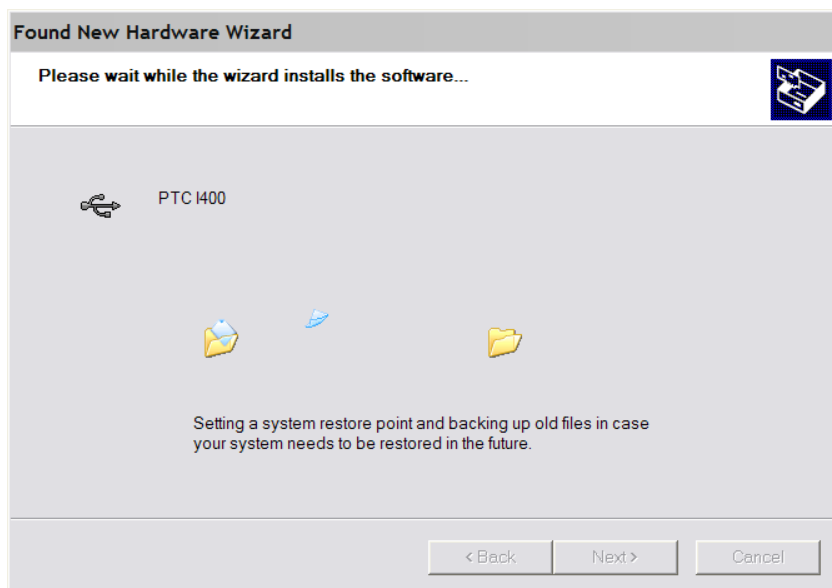 Found New Hardware Wizard
Please wait while the wizard installs the software...
PTC I400
Setting a system restore point and backing up old files in case
your system needs to be restored in the future.
< Back
Next >
Cancel